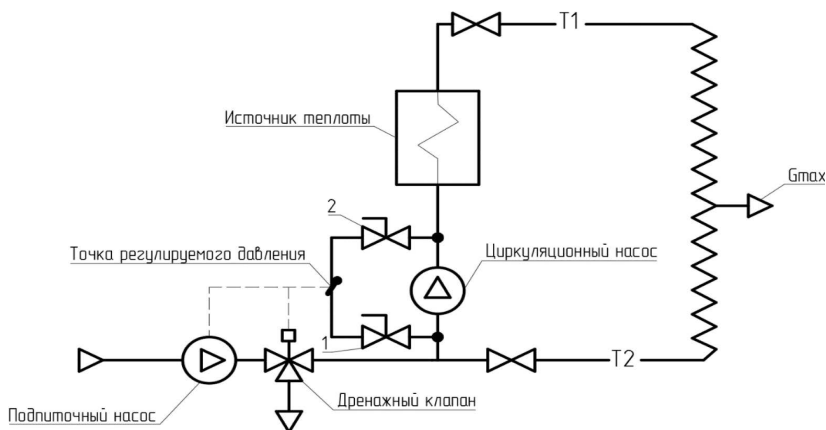 T1
Источник теплоты
Gmax
2
Точка регулируемого давления
Циркуляционный насос
1
T2
Подпиточный насос
Дренажный клапан